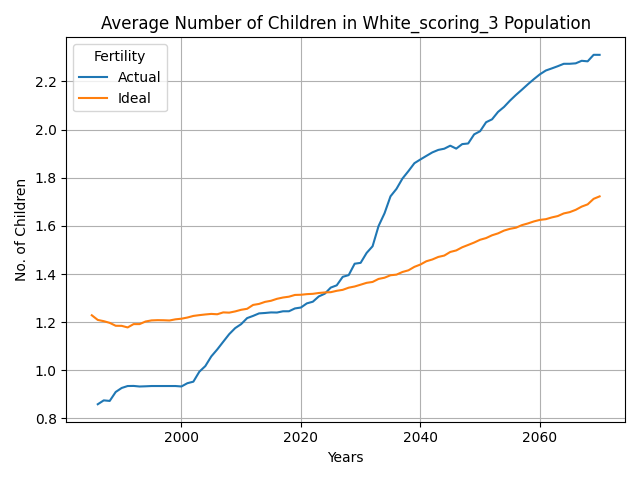 Average Number of Children in White_scoring_3 Population
Fertility
Actual
Ideal
No. of Children
2.2
2.0
1.8
1.6
1.4
1.2
1.0
0.8
2000
2020
2040
2060
Years